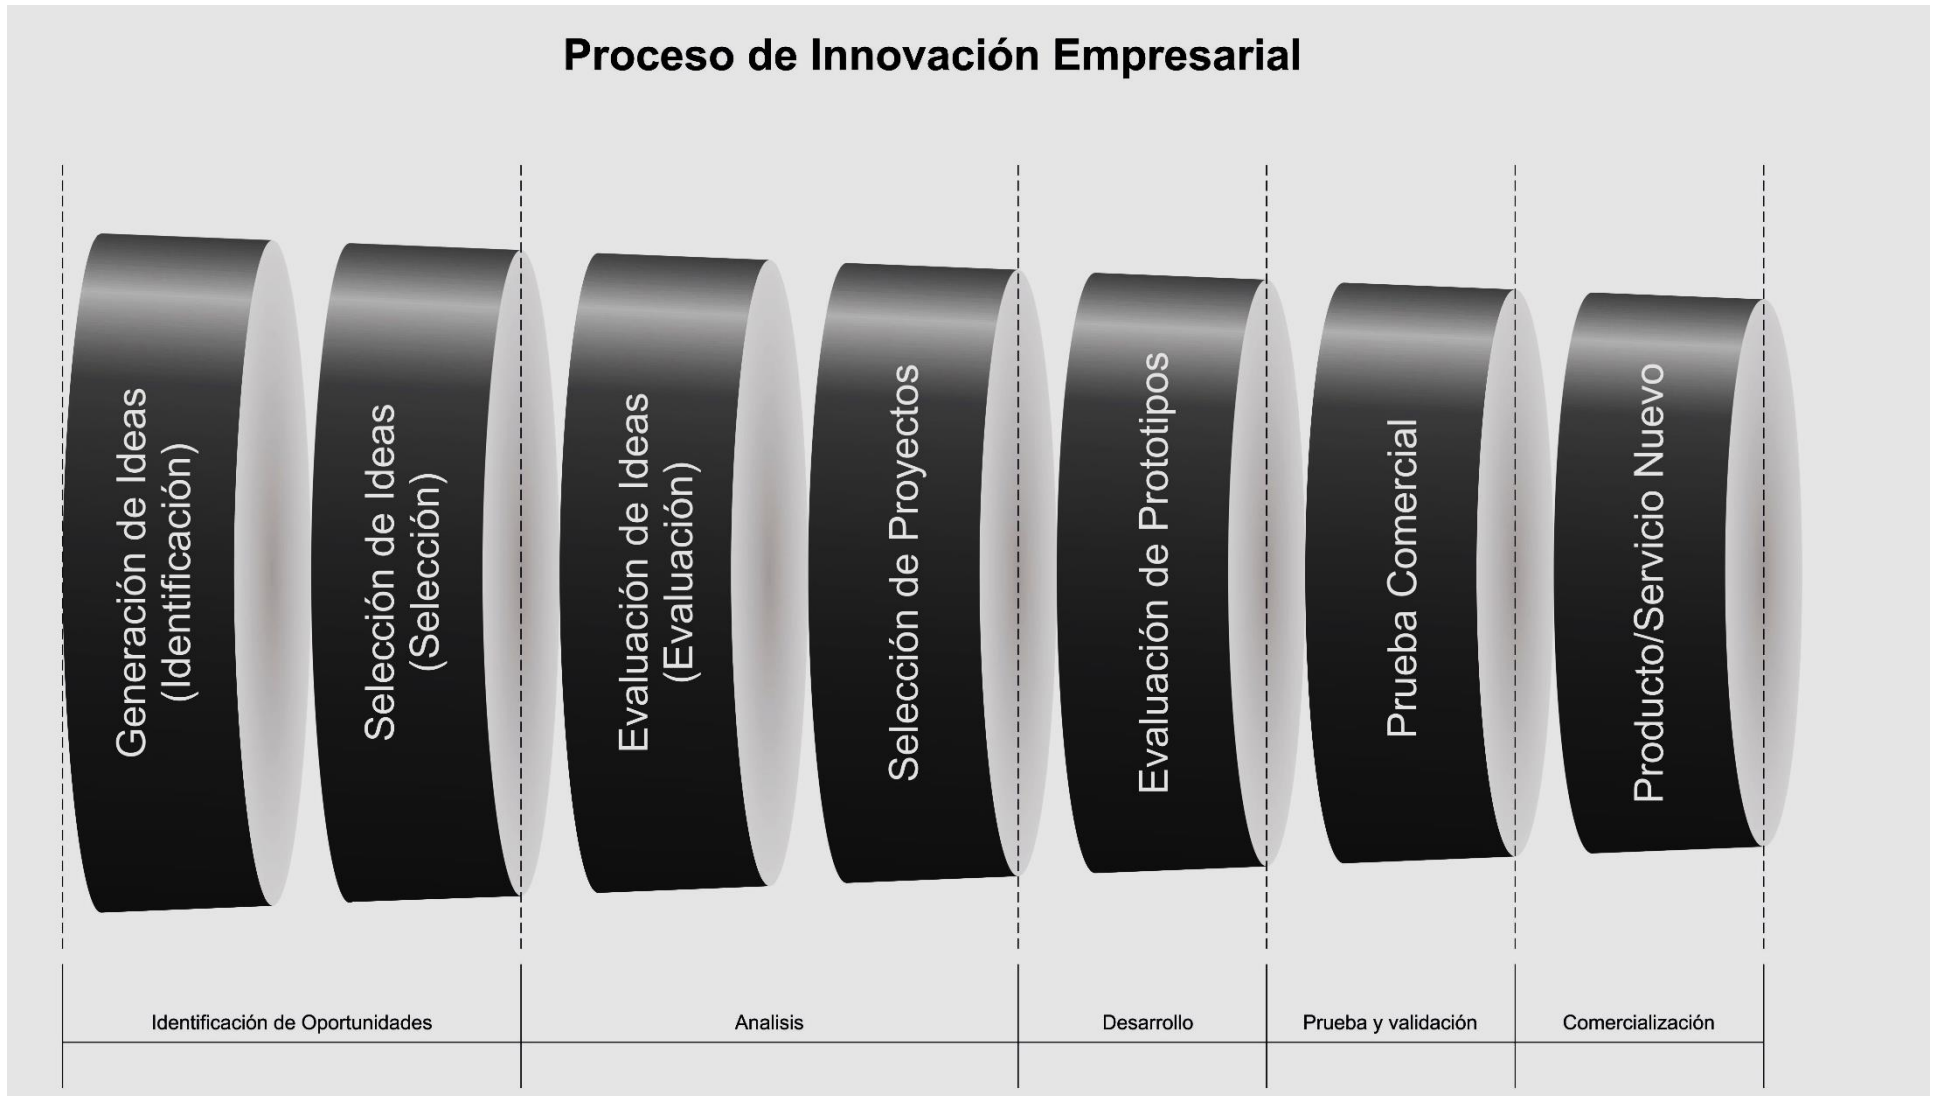 Proceso de Innovación Empresarial
Generación de Ideas
(Identificación)
Selección de Ideas
(Selección)
Evaluación de Ideas
(Evaluación)
Selección de Proyectos
Evaluación de Prototipos
Prueba Comercial
Producto/Servicio Nuevo
Identificación de Oportunidades
Analisis
Desarrollo
Prueba y validación
Comercialización